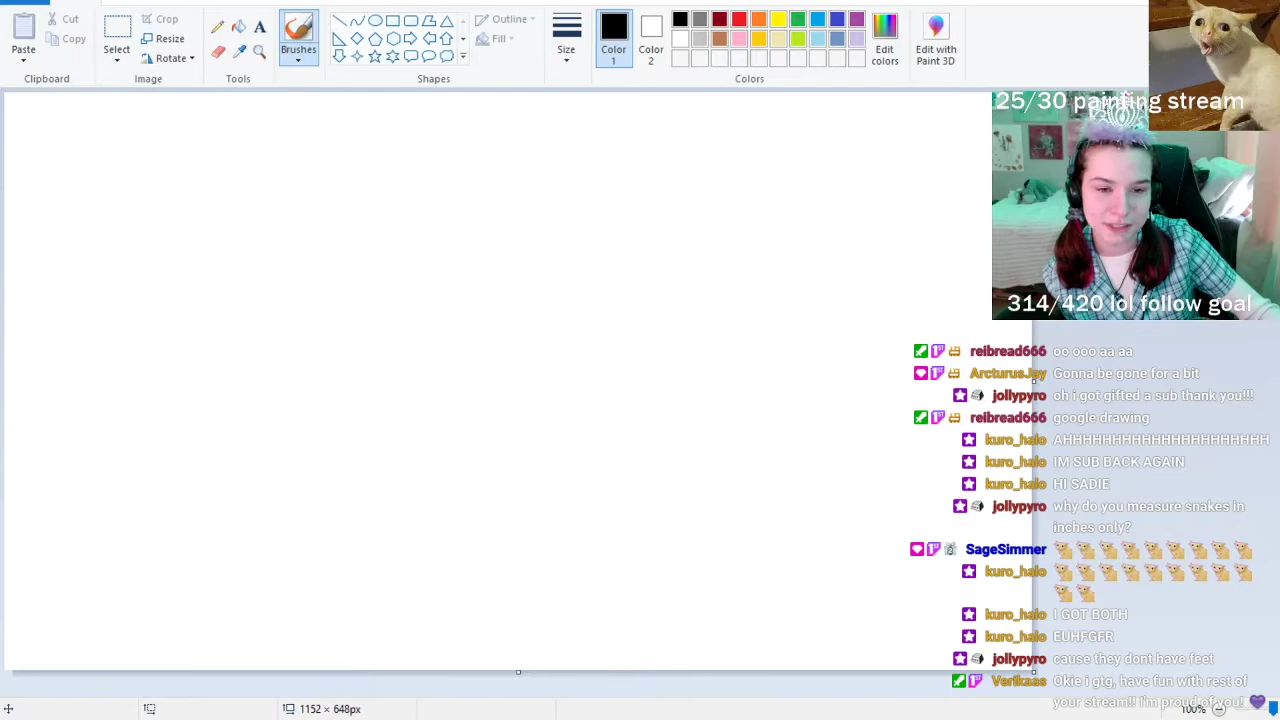 Cut
Copy
Paste
Clipboard
Crop
Resize
Rotate
Select
Image
A
Tools
Brushes
Outline
Fill
Shapes
Size
Color
1
Color
2
Edit
colors
Colors
Edit with
Paint 3D
25/30 painting stream
314/420 lol follow goal
reibread666 oo ooo aa aa
ArcturusJay Gonna be gone for a bit
jollypyro oh i got gifted a sub thank you!!!
reibread666 google drawing
kuro_halo AHHHHHHHHHHHHHHHHHHHHH
kuro_halo IM SUB BACK AGAIN
kuro_halo HI SADIE
jollypyro why do you measure snakes in
inches only?
SageSimmer
kuro_halo
kuro_halo I GOT BOTH
kuro_halo EUHFGFR
jollypyro cause they dont have feet
Verikaas Okie i gtg, have fun with rest of
your stream!! I'm proud of you!
1152 × 648px
100%